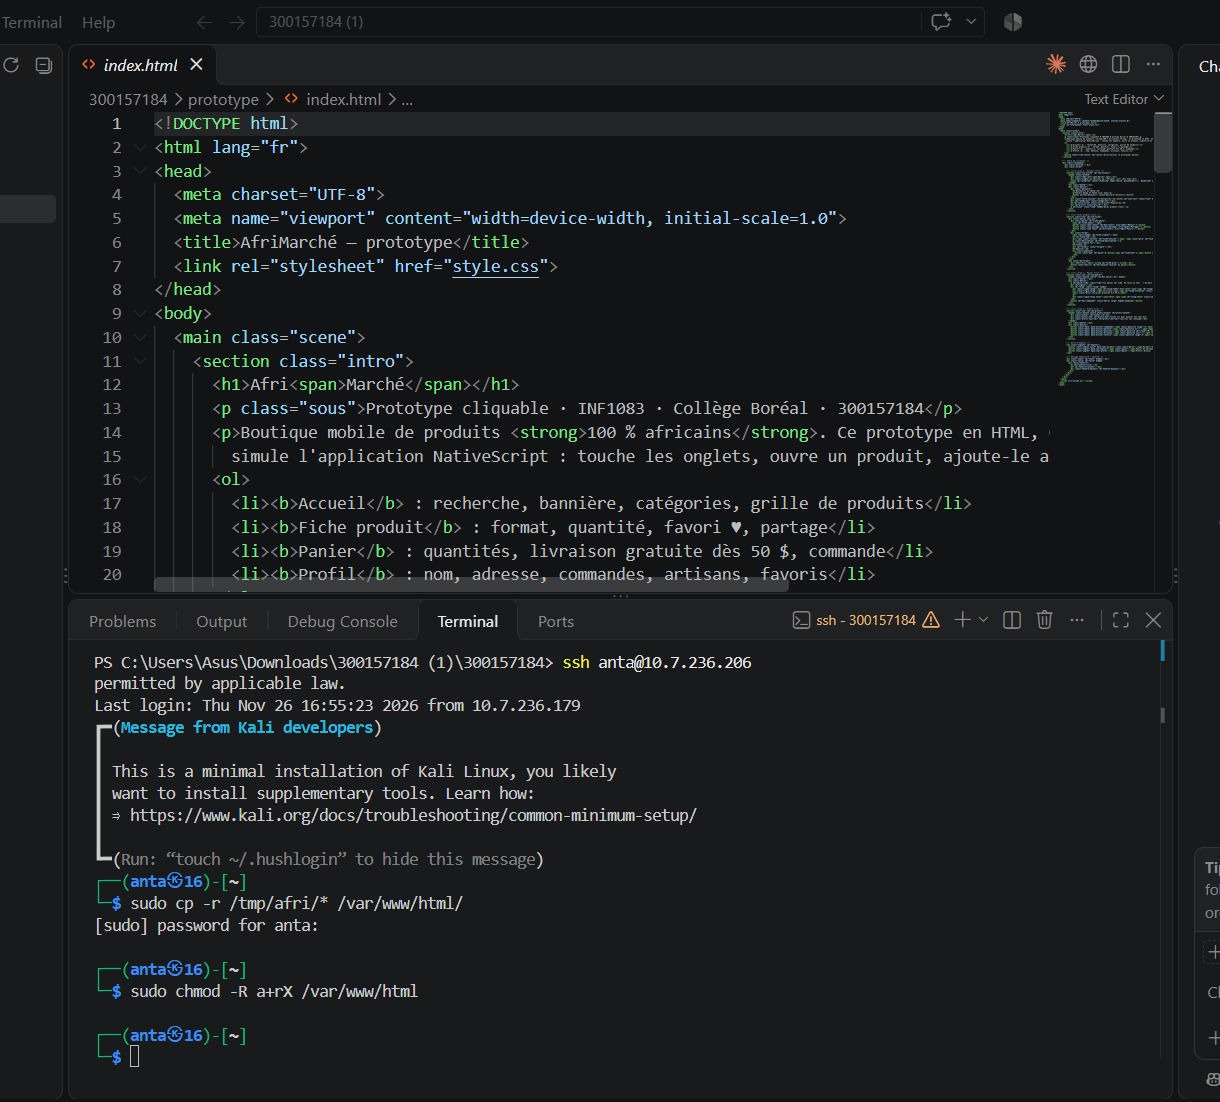 Terminal Help 300157184 (1)
index.html
300157184 > prototype > index.html > ... Text Editor
1 <!DOCTYPE html>
2 <html lang="fr">
3 <head>
4 <meta charset="UTF-8">
5 <meta name="viewport" content="width=device-width, initial-scale=1.0">
6 <title>AfriMarché — prototype</title>
7 <link rel="stylesheet" href="style.css">
8 </head>
9 <body>
10 <main class="scene">
11 <section class="intro">
12 <h1>Afri<span>Marché</span></h1>
13 <p class="sous">Prototype cliquable · INF1083 · Collège Boréal · 300157184</p>
14 <p>Boutique mobile de produits <strong>100 % africains</strong>. Ce prototype en HTML,
15 simule l'application NativeScript : touche les onglets, ouvre un produit, ajoute-le a
16 <ol>
17 <li><b>Accueil</b> : recherche, bannière, catégories, grille de produits</li>
18 <li><b>Fiche produit</b> : format, quantité, favori ♥, partage</li>
19 <li><b>Panier</b> : quantités, livraison gratuite dès 50 $, commande</li>
20 <li><b>Profil</b> : nom, adresse, commandes, artisans, favoris</li>
Problems Output Debug Console Terminal Ports ssh - 300157184
PS C:\Users\Asus\Downloads\300157184 (1)\300157184> ssh anta@10.7.236.206
permitted by applicable law.
Last login: Thu Nov 26 16:55:23 2026 from 10.7.236.179
┏━(Message from Kali developers)
┃
┃ This is a minimal installation of Kali Linux, you likely
┃ want to install supplementary tools. Learn how:
┃ ⇒ https://www.kali.org/docs/troubleshooting/common-minimum-setup/
┃
┗━(Run: “touch ~/.hushlogin” to hide this message)
┌──(anta㉿16)-[~]
└─$ sudo cp -r /tmp/afri/* /var/www/html/
[sudo] password for anta:
┌──(anta㉿16)-[~]
└─$ sudo chmod -R a+rX /var/www/html
┌──(anta㉿16)-[~]
└─$